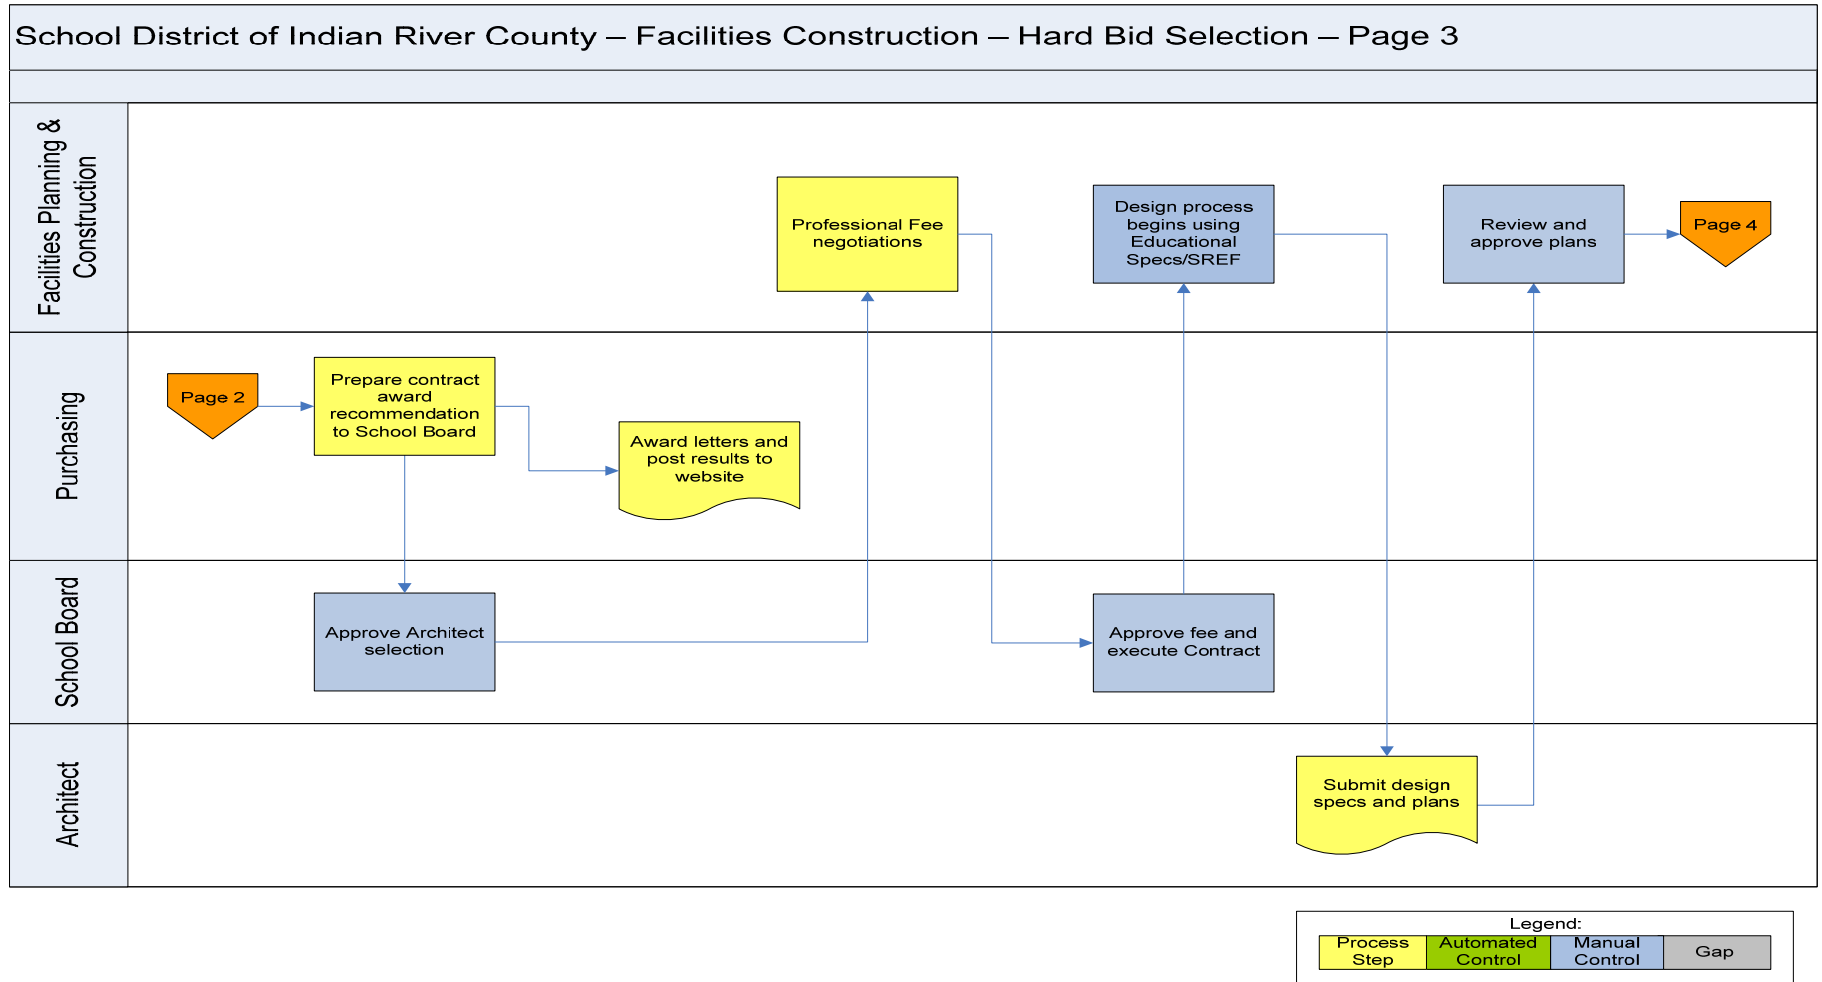 School District of Indian River County – Facilities Construction – Hard Bid Selection – Page 3
Facilities Planning &
Construction
Professional Fee
negotiations
Design process
begins using
Educational
Specs/SREF
Review and
approve plans
Page 4
Purchasing
Page 2
Prepare contract
award
recommendation
to School Board
Award letters and
post results to
website
School Board
Approve Architect
selection
Approve fee and
execute Contract
Architect
Submit design
specs and plans
Legend:
Process
Step
Automated
Control
Manual
Control
Gap